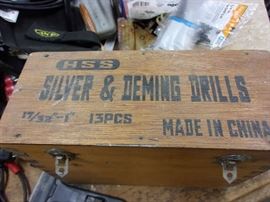 HSS
SILVER & DEMING DRILLS
17/32"-1" 13PCS
MADE IN CHINA